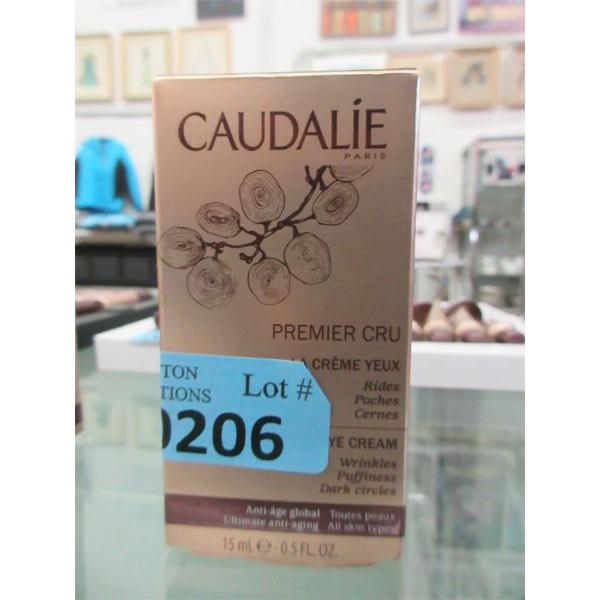 CAUDALÍE
PARIS
PREMIER CRU
LA CRÈME YEUX
Rides
Poches
Cernes
TON
TIONS
Lot #
0206
YE CREAM
Wrinkles
Puffiness
Dark circles
Anti-âge global · Toutes peaux
Ultimate anti-aging · All skin types
15 mL ℮ - 0.5 FL. OZ.